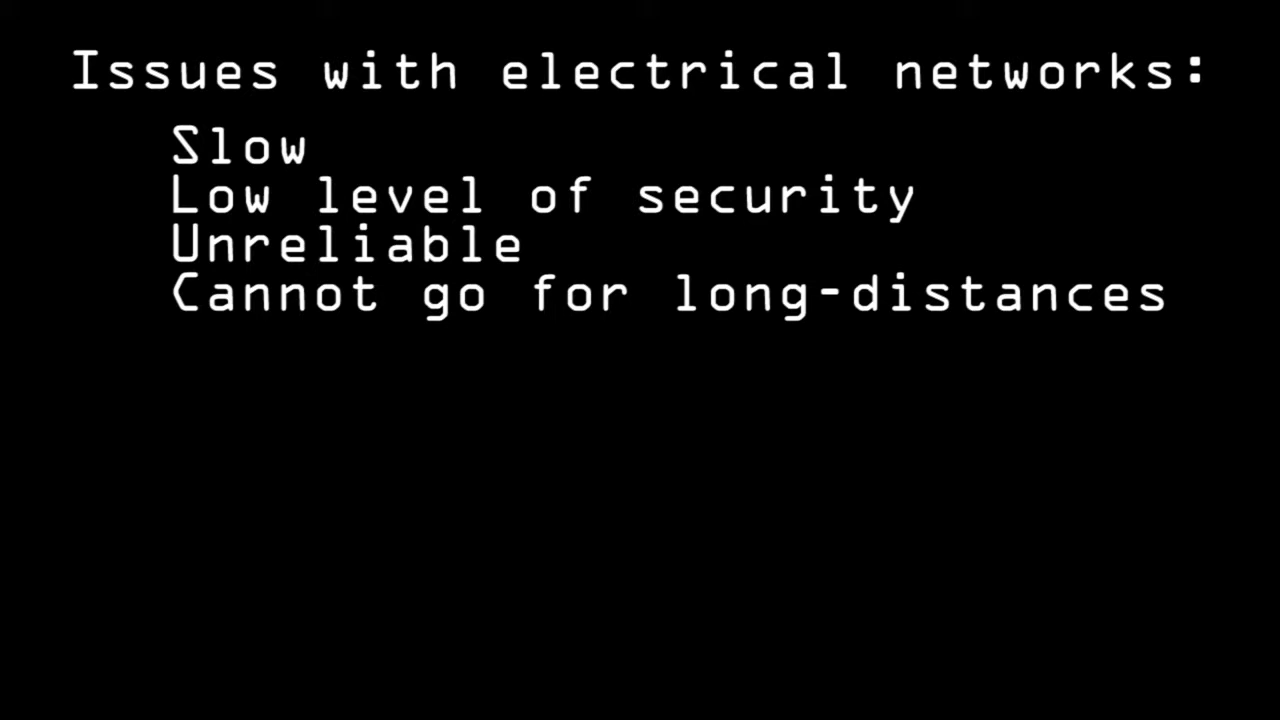 Issues with electrical networks:
Slow
Low level of security
Unreliable
Cannot go for long-distances